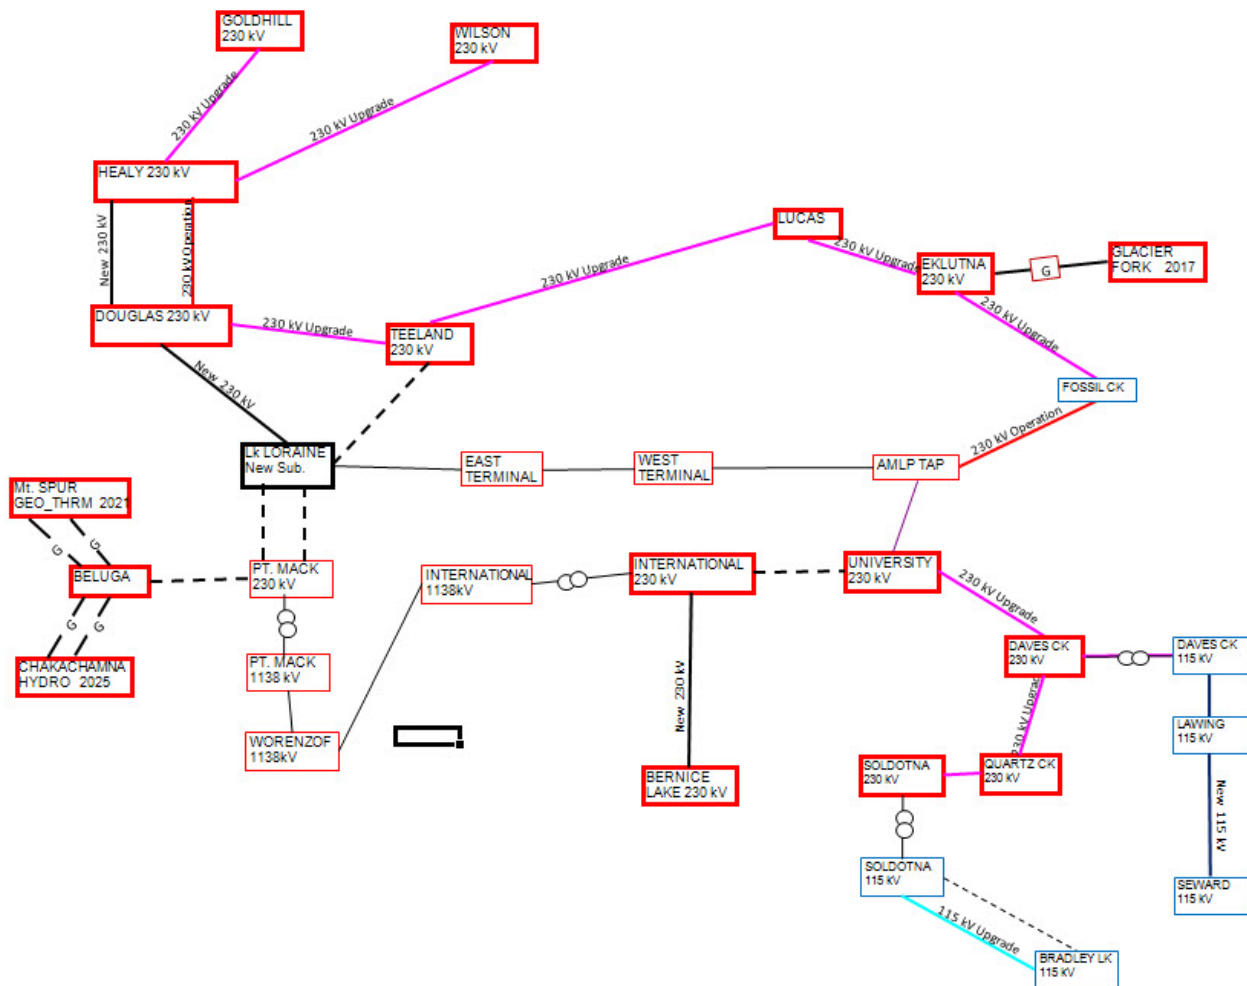 GOLDHILL
230 kV
WILSON
230 kV
230 kV Upgrade
230 kV Upgrade
HEALY 230 kV
New 230 kV
230 kV Operation
LUCAS
230 kV Upgrade
EKLUTNA
230 kV
G
GLACIER
FORK 2017
230 kV Upgrade
DOUGLAS 230 kV
230 kV Upgrade
TEELAND
230 kV
230 kV Upgrade
New 230 kV
FOSSIL CK
230 kV Operation
Lk LORAINE
New Sub.
EAST
TERMINAL
WEST
TERMINAL
AMLP TAP
Mt. SPUR
GEO_THRM 2021
G
G
BELUGA
PT. MACK
230 kV
INTERNATIONAL
1138kV
INTERNATIONAL
230 kV
UNIVERSITY
230 kV
230 kV Upgrade
G
G
CHAKACHAMNA
HYDRO 2025
PT. MACK
1138 kV
DAVES CK
230 kV
DAVES CK
115 kV
New 230 kV
230 kV Upgrad
WORENZOF
1138kV
LAWING
115 kV
BERNICE
LAKE 230 kV
SOLDOTNA
230 kV
QUARTZ CK
230 kV
New 115 kV
SOLDOTNA
115 kV
SEWARD
115 kV
115 kV Upgrade
BRADLEY LK
115 kV